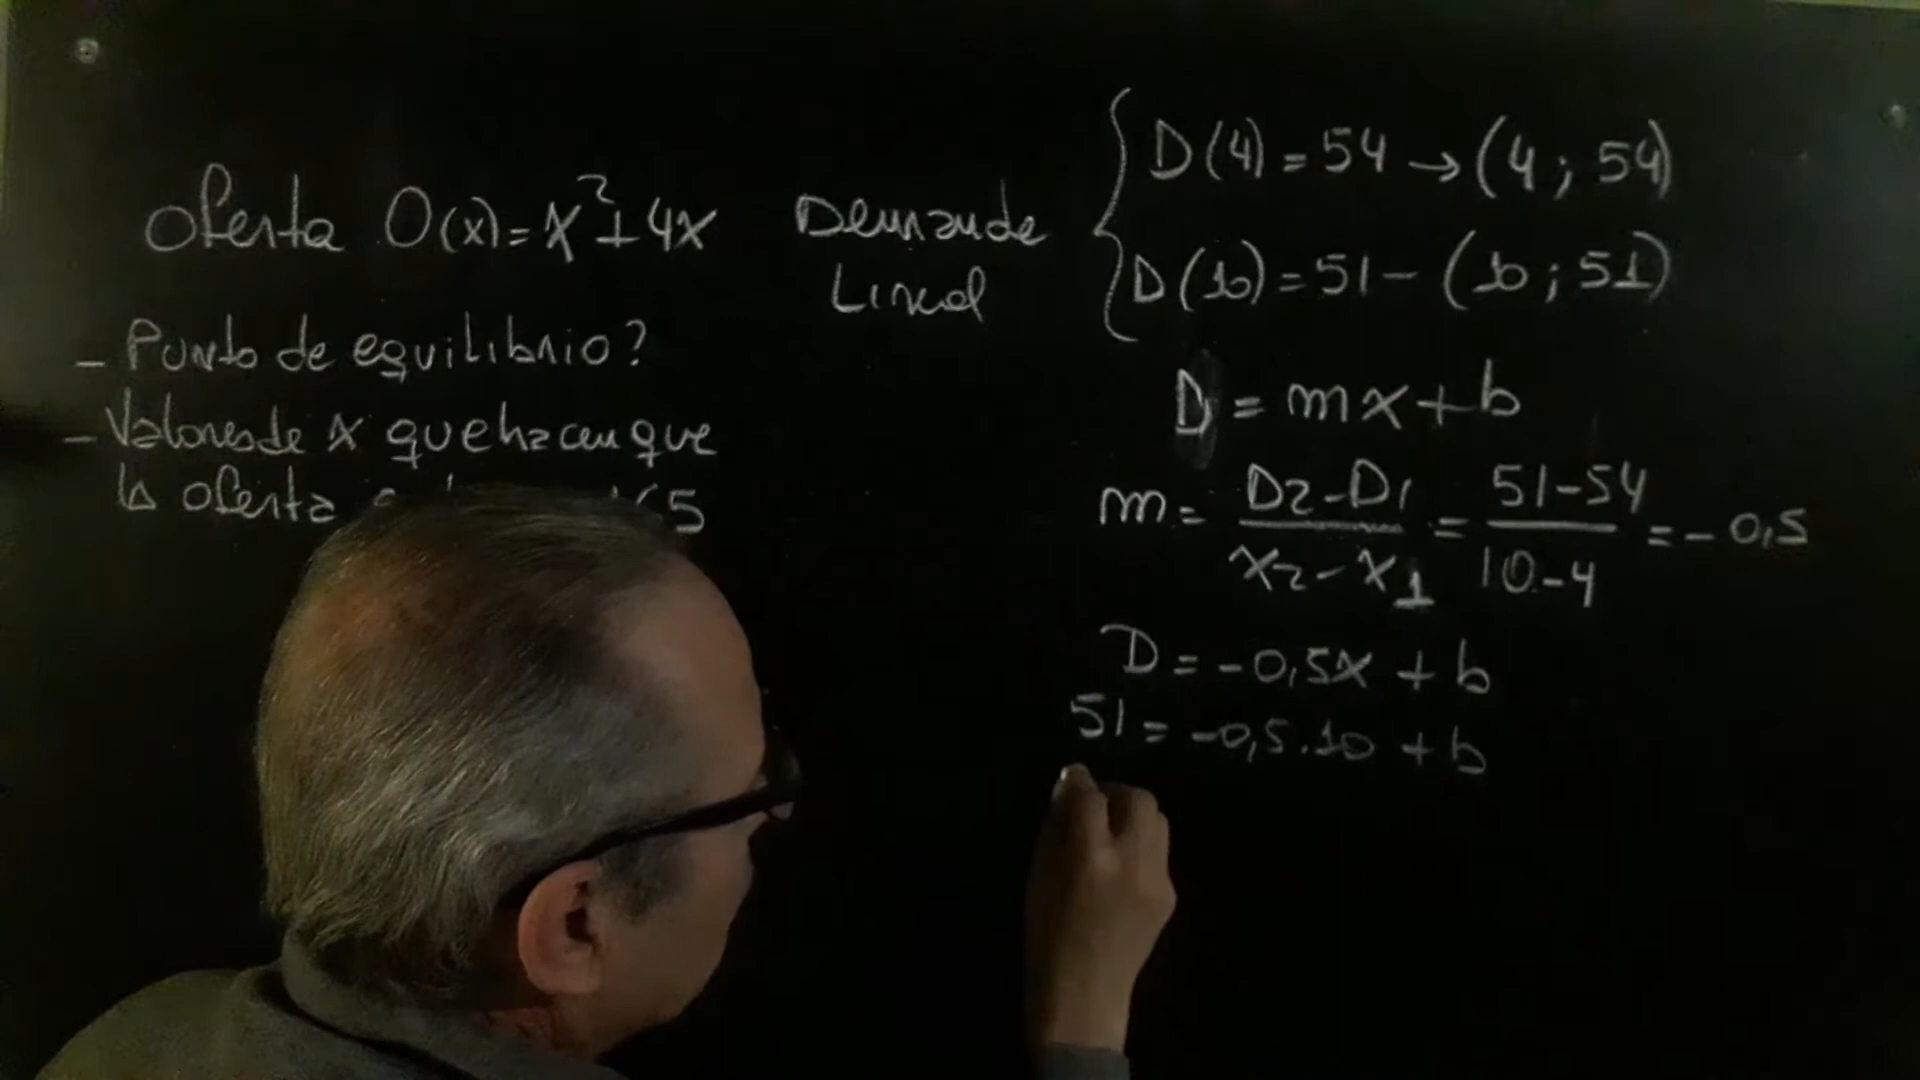 Oferta O(x) = x² + 4x
- Punto de equilibrio?
- Valores de x que hacen que
la oferta
Demanda
Lineal
D(4) = 54 → (4 ; 54)
D(10) = 51 - (10 ; 51)
D = mx + b
m = D2 - D1 / x2 - x1 = 51 - 54 / 10 - 4 = - 0,5
D = - 0,5x + b
51 = - 0,5 . 10 + b